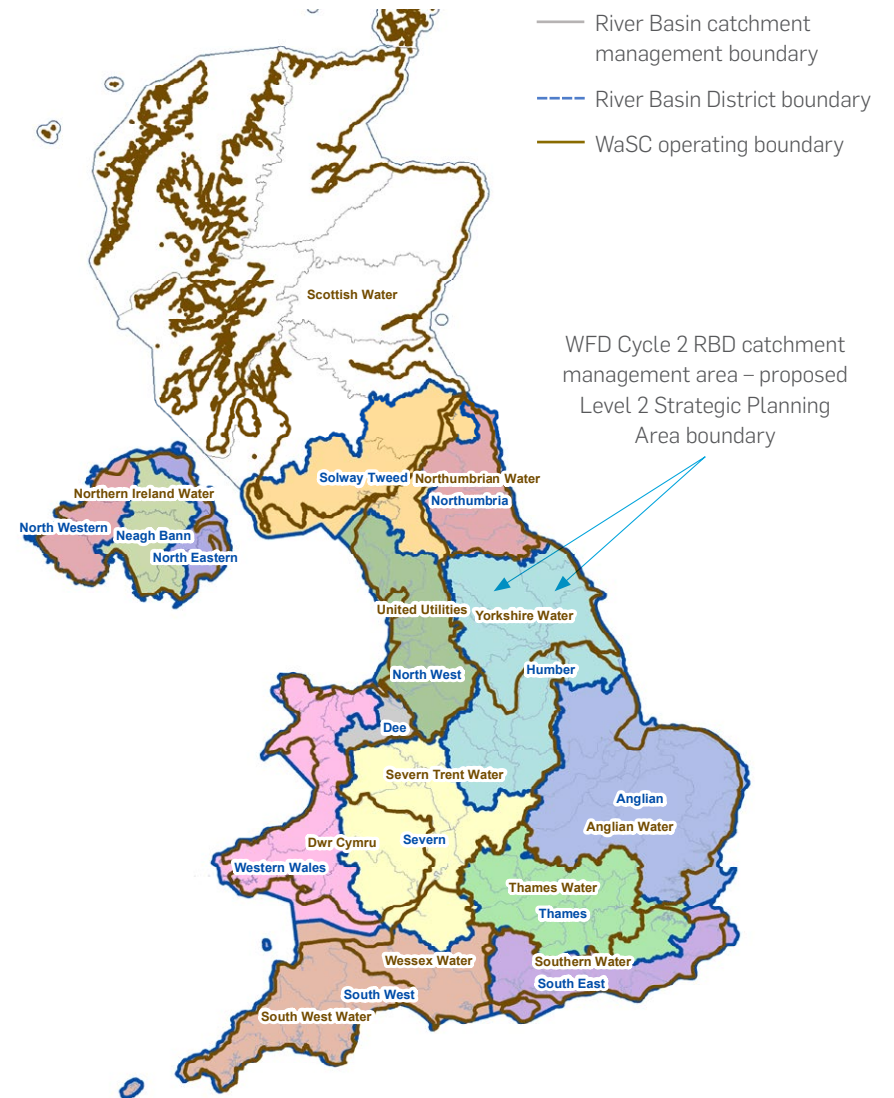 River Basin catchment
management boundary
River Basin District boundary
WaSC operating boundary
Scottish Water
WFD Cycle 2 RBD catchment
management area – proposed
Level 2 Strategic Planning
Area boundary
Solway Tweed
Northumbrian Water
Northumbria
Northern Ireland Water
North Western
Neagh Bann
North Eastern
United Utilities
Yorkshire Water
North West
Humber
Dee
Severn Trent Water
Anglian
Anglian Water
Dwr Cymru
Severn
Western Wales
Thames Water
Thames
Wessex Water
Southern Water
South East
South West
South West Water